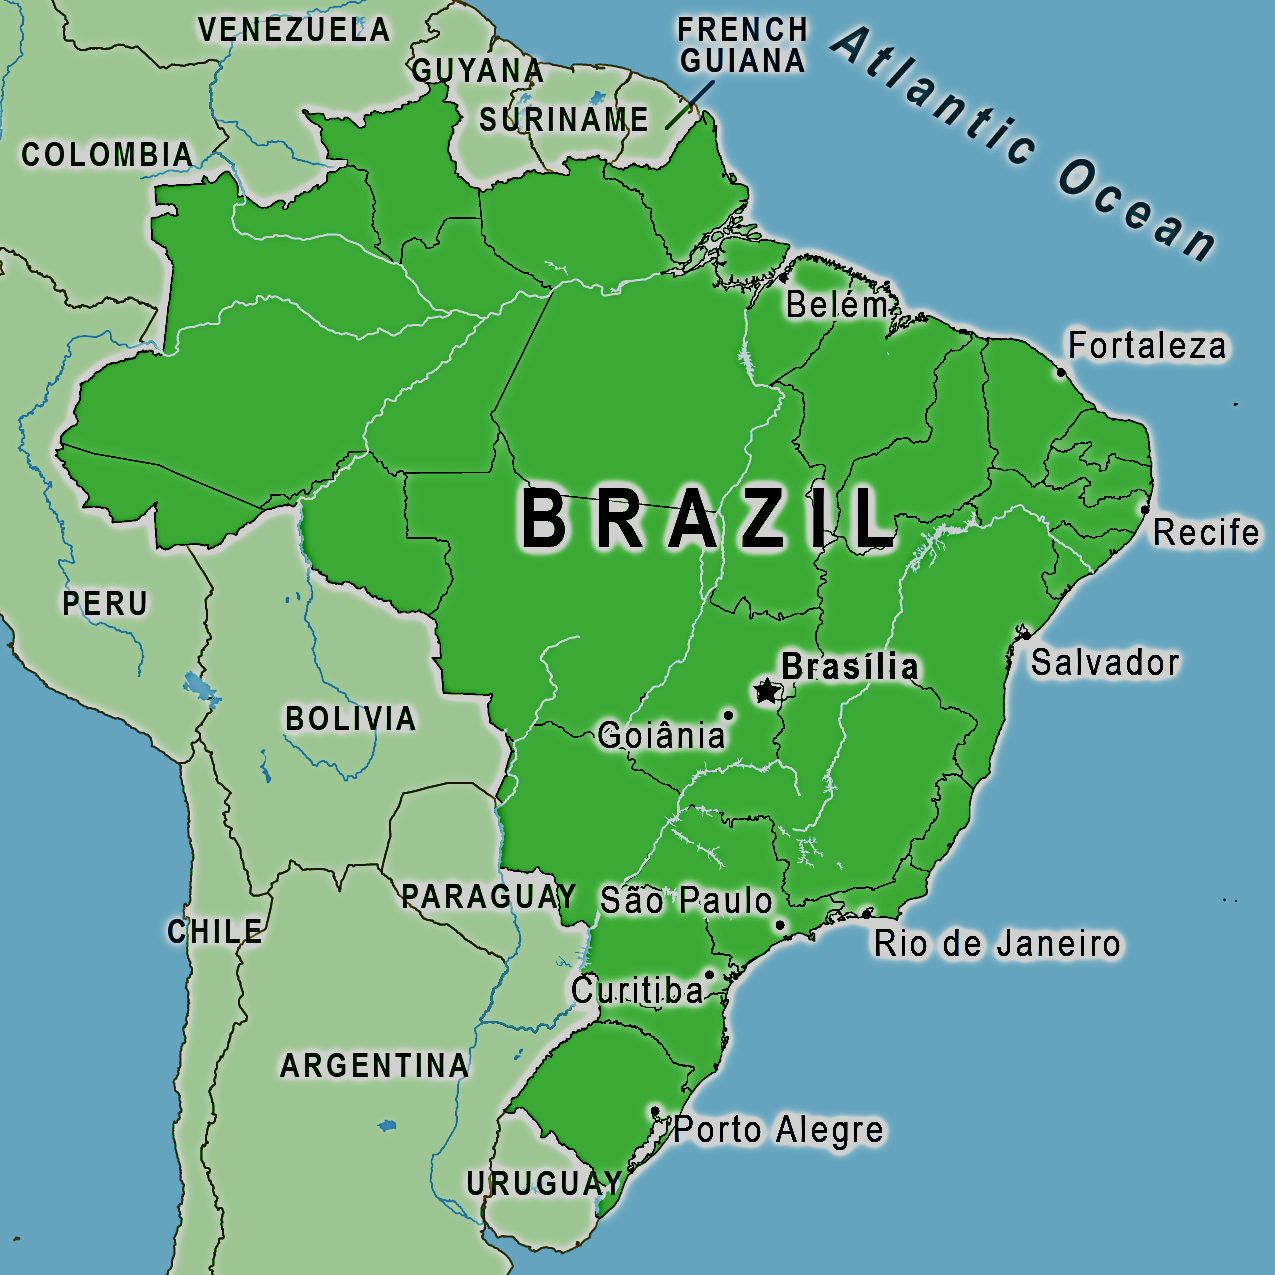 VENEZUELA
FRENCH
GUIANA
Atlantic Ocean
GUYANA
SURINAME
COLOMBIA
Belém
Fortaleza
BRAZIL
Recife
PERU
Salvador
Brasília
BOLIVIA
Goiânia
PARAGUAY
São Paulo
CHILE
Rio de Janeiro
Curitiba
ARGENTINA
Porto Alegre
URUGUAY